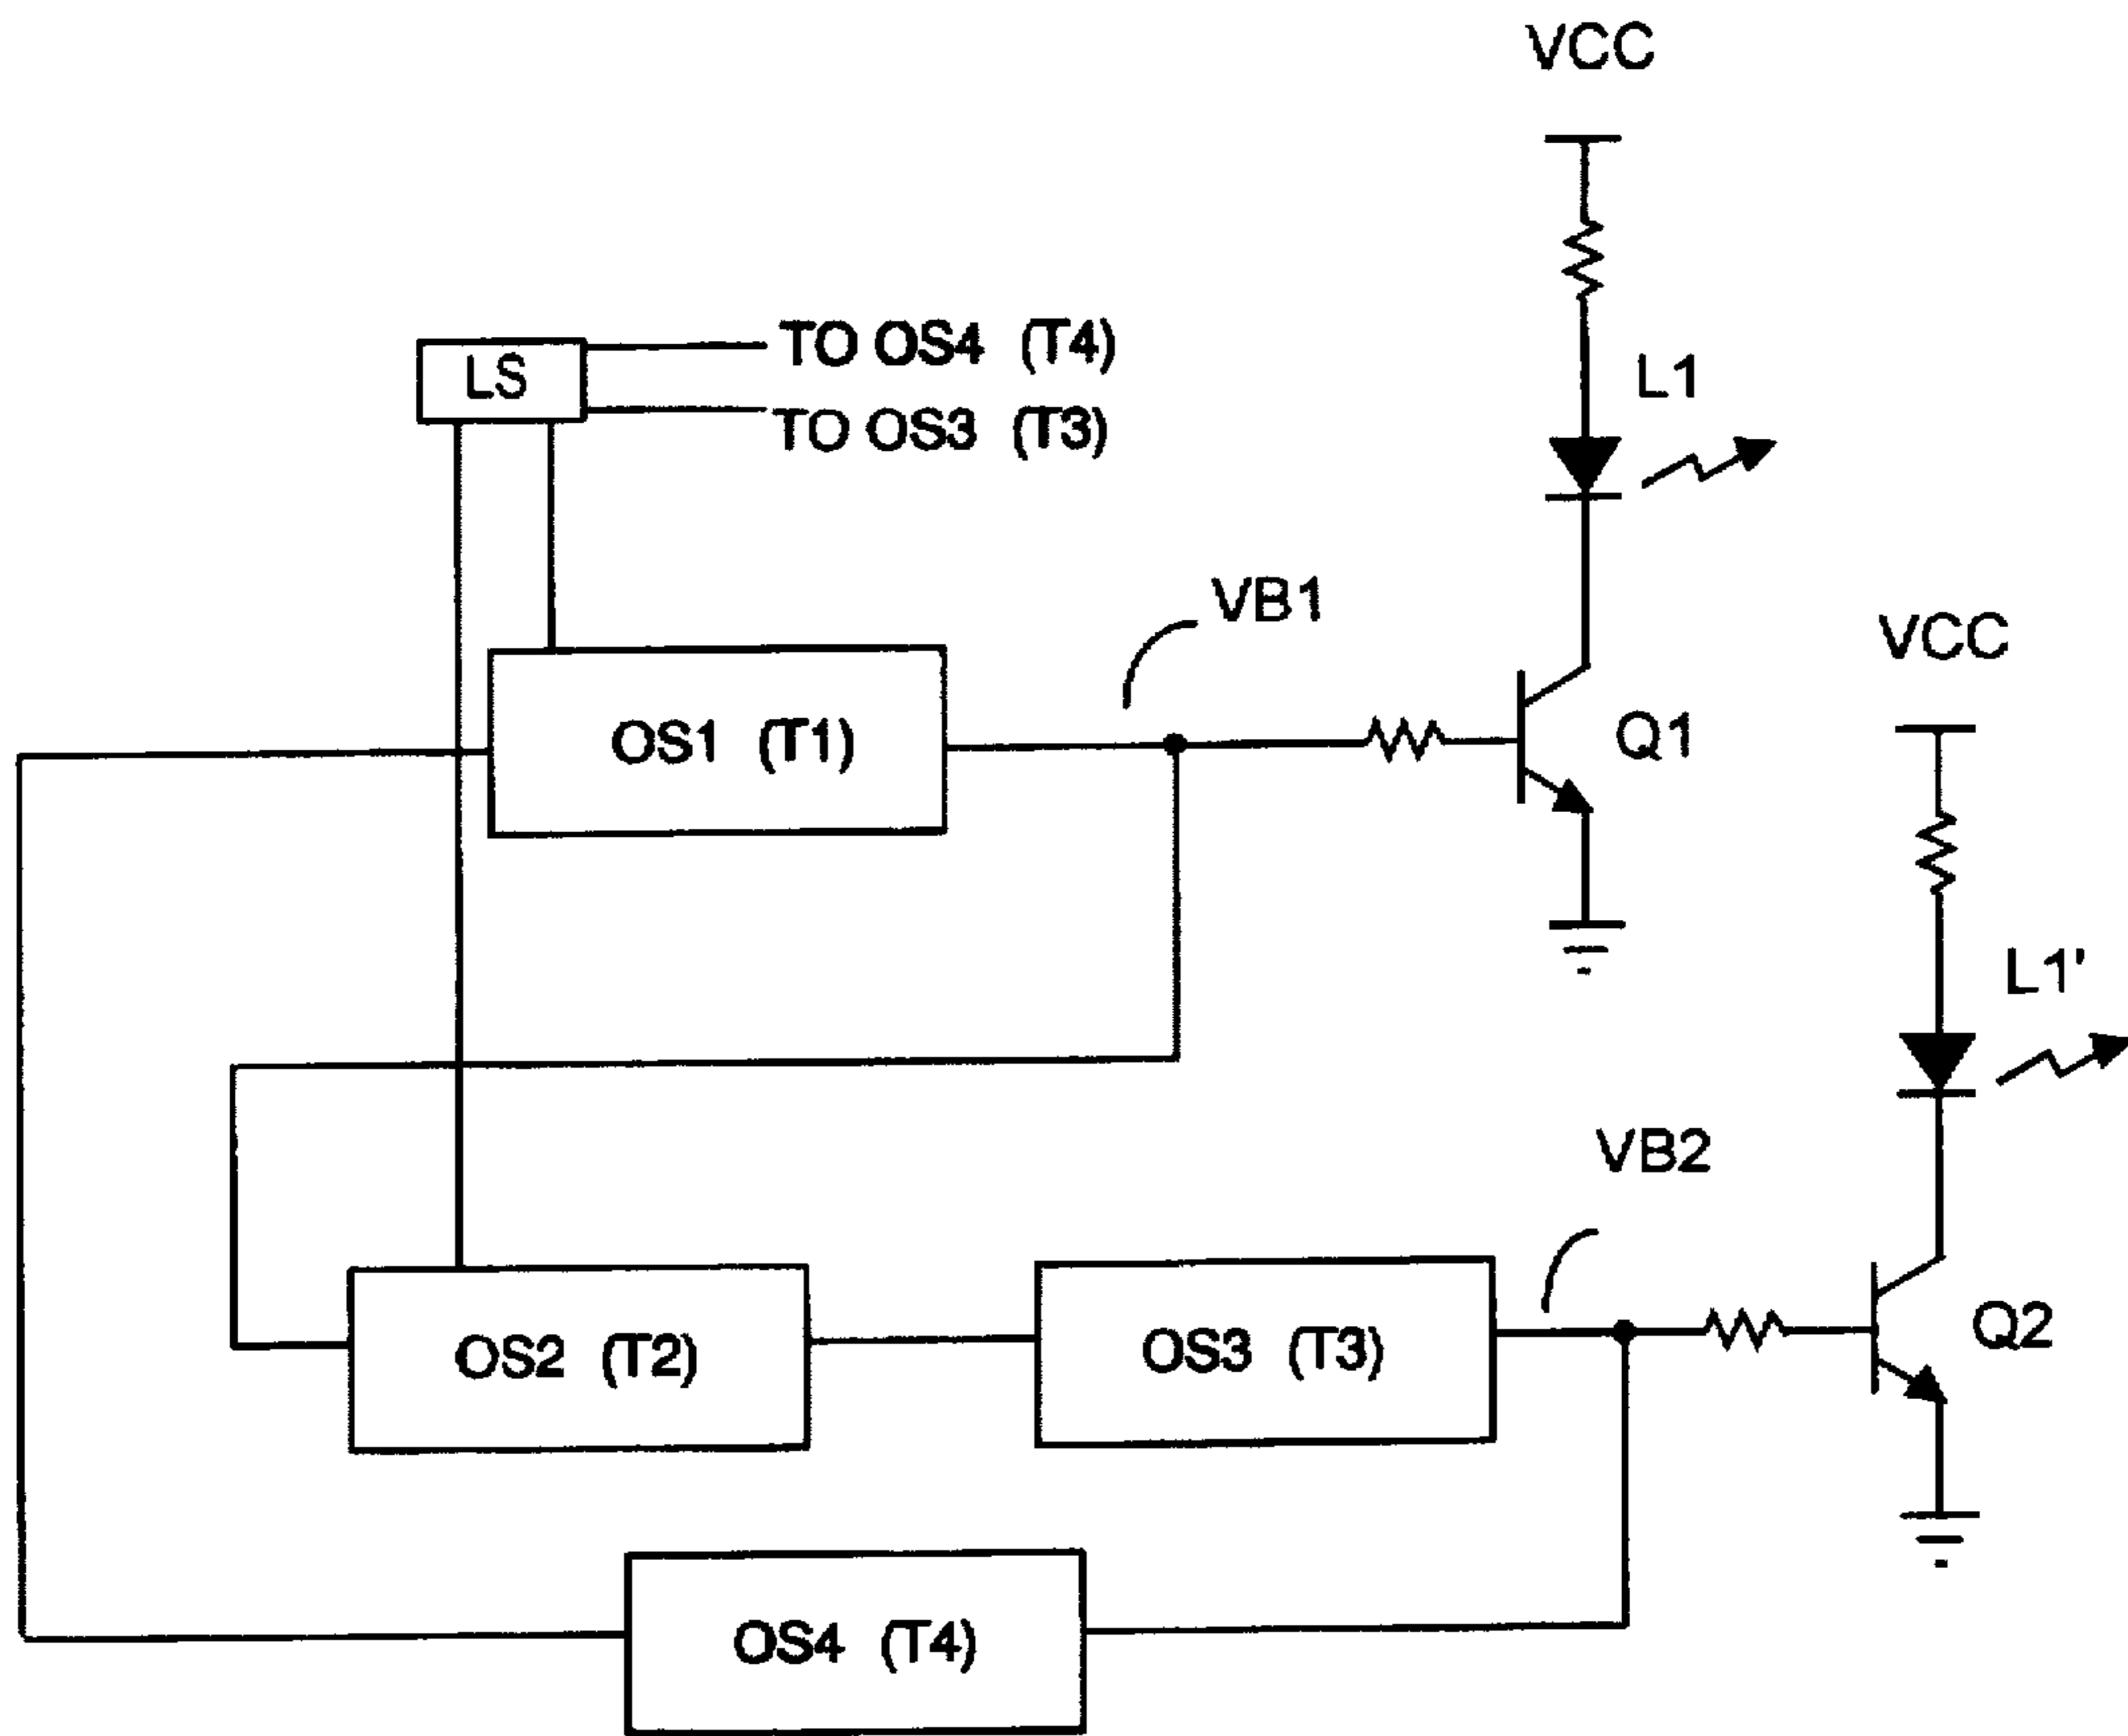 VCC
TO OS4 (T4)
LS
L1
TO OS3 (T3)
VB1
VCC
OS1 (T1)
Q1
L1'
VB2
Q2
OS2 (T2)
OS3 (T3)
OS4 (T4)